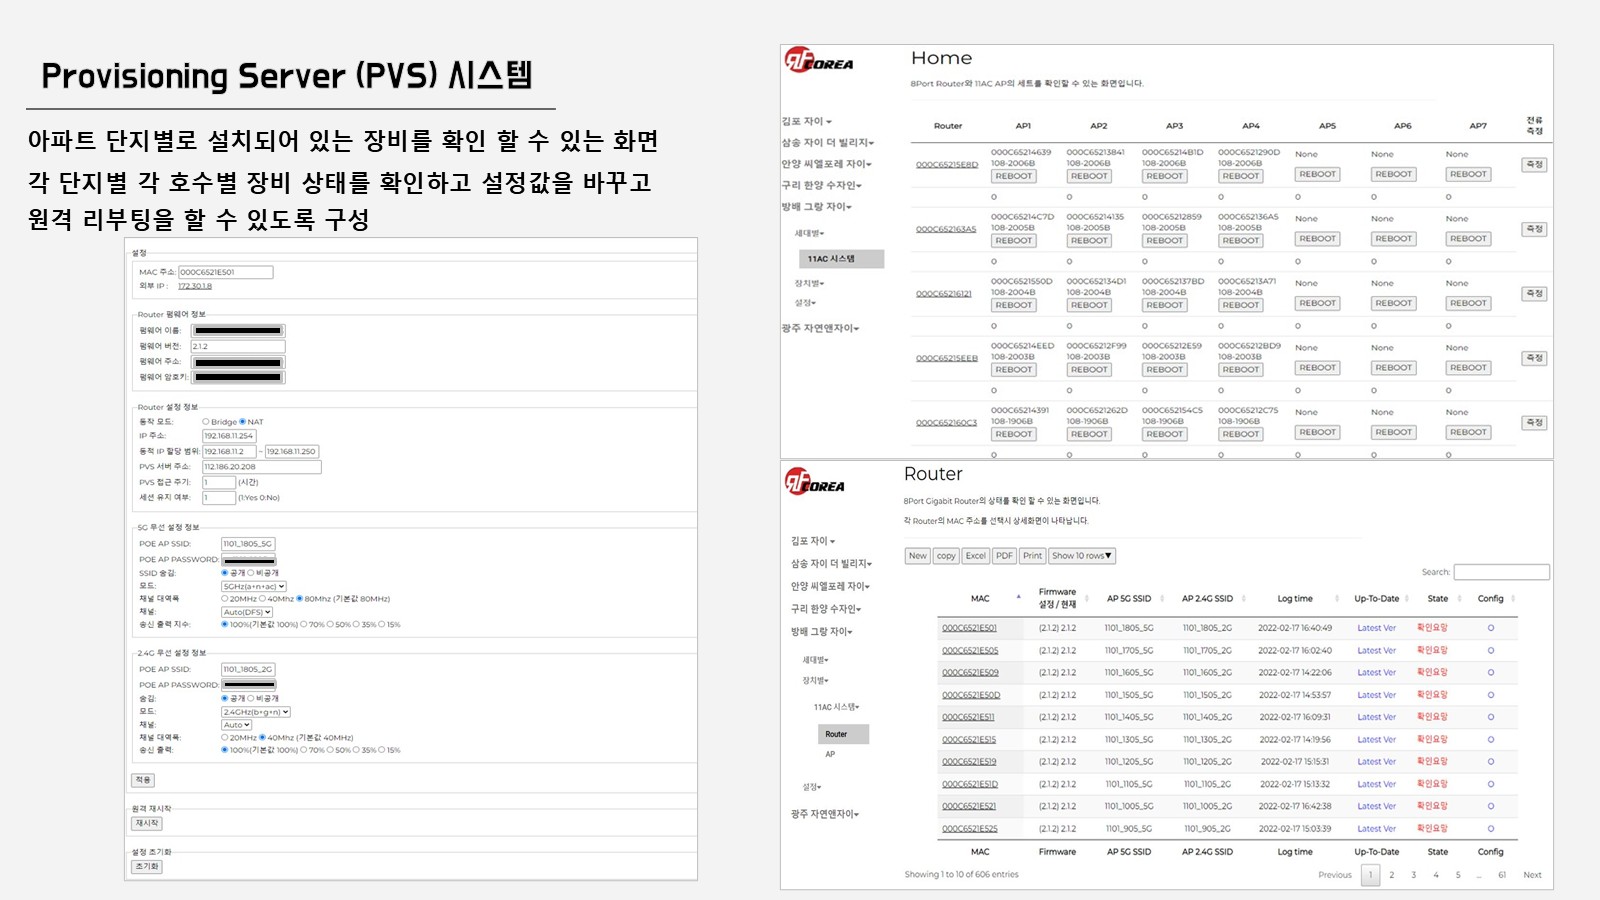 Provisioning Server (PVS) 시스템
아파트 단지별로 설치되어 있는 장비를 확인 할 수 있는 화면
각 단지별 각 호수별 장비 상태를 확인하고 설정값을 바꾸고
원격 리부팅을 할 수 있도록 구성
설정
MAC 주소: 000C6521E501
외부 IP : 172.30.1.8
Router 펌웨어 정보
펌웨어 이름:
펌웨어 버전: 2.1.2
펌웨어 주소:
펌웨어 암호키:
Router 설정 정보
동작 모드: Bridge NAT
IP 주소: 192.168.11.254
동적 IP 할당 범위: 192.168.11.2 ~ 192.168.11.250
PVS 서버 주소: 112.186.20.208
PVS 접근 주기: 1 (시간)
세션 유지 여부: 1 (1:Yes 0:No)
5G 무선 설정 정보
POE AP SSID: 1101_1805_5G
POE AP PASSWORD:
SSID 숨김: 공개 비공개
모드: 5GHz(a+n+ac)
채널 대역폭 20MHz 40Mhz 80Mhz (기본값 80MHz)
채널: Auto(DFS)
송신 출력 지수: 100%(기본값 100%) 70% 50% 35% 15%
2.4G 무선 설정 정보
POE AP SSID: 1101_1805_2G
POE AP PASSWORD:
숨김: 공개 비공개
모드: 2.4GHz(b+g+n)
채널: Auto
채널 대역폭: 20MHz 40Mhz (기본값 40MHz)
송신 출력: 100%(기본값 100%) 70% 50% 35% 15%
적용
원격 재시작
재시작
설정 초기화
초기화
RF COREA
김포 자이
삼송 자이 더 빌리지
안양 씨엘포레 자이
구리 한양 수자인
방배 그랑 자이
세대별
11AC 시스템
장치별
설정
광주 자연앤자이
Home
8Port Router와 11AC AP의 세트를 확인할 수 있는 화면입니다.
Router AP1 AP2 AP3 AP4 AP5 AP6 AP7 전류 측정
000C65214639 000C65213841 000C65214B1D 000C6521290D None None None
000C65215E8D 108-2006B 108-2006B 108-2006B 108-2006B 측정
REBOOT REBOOT REBOOT REBOOT REBOOT REBOOT REBOOT
0 0 0 0 0 0 0
000C65214C7D 000C65214135 000C65212859 000C652136A5 None None None
000C652163A5 108-2005B 108-2005B 108-2005B 108-2005B 측정
REBOOT REBOOT REBOOT REBOOT REBOOT REBOOT REBOOT
0 0 0 0 0 0 0
000C6521550D 000C652134D1 000C652137BD 000C65213A71 None None None
000C65216121 108-2004B 108-2004B 108-2004B 108-2004B 측정
REBOOT REBOOT REBOOT REBOOT REBOOT REBOOT REBOOT
0 0 0 0 0 0 0
000C65214EED 000C65212F99 000C65212E59 000C65212BD9 None None None
000C65215EEB 108-2003B 108-2003B 108-2003B 108-2003B 측정
REBOOT REBOOT REBOOT REBOOT REBOOT REBOOT REBOOT
0 0 0 0 0 0 0
000C65214391 000C6521262D 000C652154C5 000C65212C75 None None None
000C652160C3 108-1906B 108-1906B 108-1906B 108-1906B 측정
REBOOT REBOOT REBOOT REBOOT REBOOT REBOOT REBOOT
0 0 0 0 0 0 0
RF COREA
김포 자이
삼송 자이 더 빌리지
안양 씨엘포레 자이
구리 한양 수자인
방배 그랑 자이
세대별
장치별
11AC 시스템
Router
AP
설정
광주 자연앤자이
Router
8Port Gigabit Router의 상태를 확인 할 수 있는 화면입니다.
각 Router의 MAC 주소를 선택시 상세화면이 나타납니다.
New copy Excel PDF Print Show 10 rows
Search:
MAC Firmware 설정 / 현재 AP 5G SSID AP 2.4G SSID Log time Up-To-Date State Config
000C6521E501 (2.1.2) 2.1.2 1101_1805_5G 1101_1805_2G 2022-02-17 16:40:49 Latest Ver 확인요망 O
000C6521E505 (2.1.2) 2.1.2 1101_1705_5G 1101_1705_2G 2022-02-17 16:02:40 Latest Ver 확인요망 O
000C6521E509 (2.1.2) 2.1.2 1101_1605_5G 1101_1605_2G 2022-02-17 14:22:06 Latest Ver 확인요망 O
000C6521E50D (2.1.2) 2.1.2 1101_1505_5G 1101_1505_2G 2022-02-17 14:53:57 Latest Ver 확인요망 O
000C6521E511 (2.1.2) 2.1.2 1101_1405_5G 1101_1405_2G 2022-02-17 16:09:31 Latest Ver 확인요망 O
000C6521E515 (2.1.2) 2.1.2 1101_1305_5G 1101_1305_2G 2022-02-17 14:19:56 Latest Ver 확인요망 O
000C6521E519 (2.1.2) 2.1.2 1101_1205_5G 1101_1205_2G 2022-02-17 15:15:31 Latest Ver 확인요망 O
000C6521E51D (2.1.2) 2.1.2 1101_1105_5G 1101_1105_2G 2022-02-17 15:13:32 Latest Ver 확인요망 O
000C6521E521 (2.1.2) 2.1.2 1101_1005_5G 1101_1005_2G 2022-02-17 16:42:38 Latest Ver 확인요망 O
000C6521E525 (2.1.2) 2.1.2 1101_905_5G 1101_905_2G 2022-02-17 15:03:39 Latest Ver 확인요망 O
MAC Firmware AP 5G SSID AP 2.4G SSID Log time Up-To-Date State Config
Showing 1 to 10 of 606 entries
Previous 1 2 3 4 5 ... 61 Next